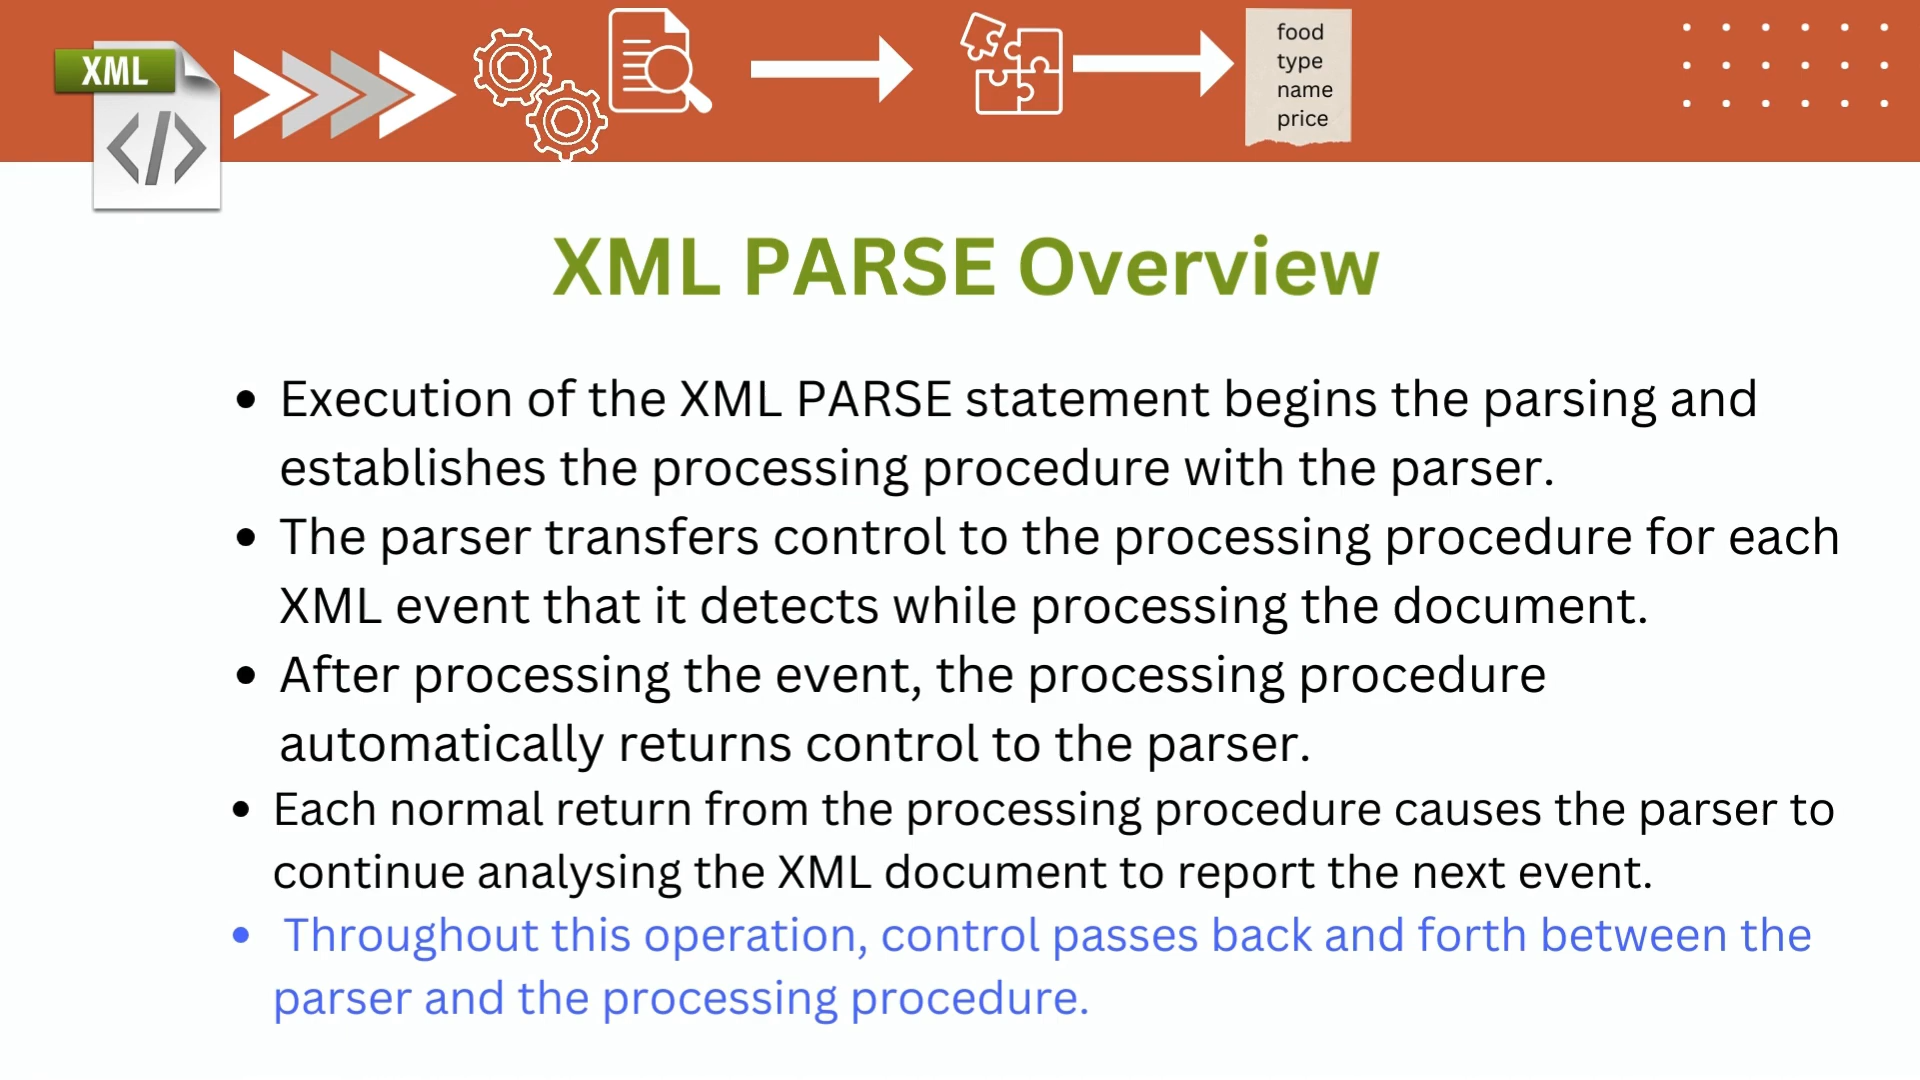 XML
</>
food
type
name
price
XML PARSE Overview
• Execution of the XML PARSE statement begins the parsing and
establishes the processing procedure with the parser.
• The parser transfers control to the processing procedure for each
XML event that it detects while processing the document.
• After processing the event, the processing procedure
automatically returns control to the parser.
• Each normal return from the processing procedure causes the parser to
continue analysing the XML document to report the next event.
• Throughout this operation, control passes back and forth between the
parser and the processing procedure.